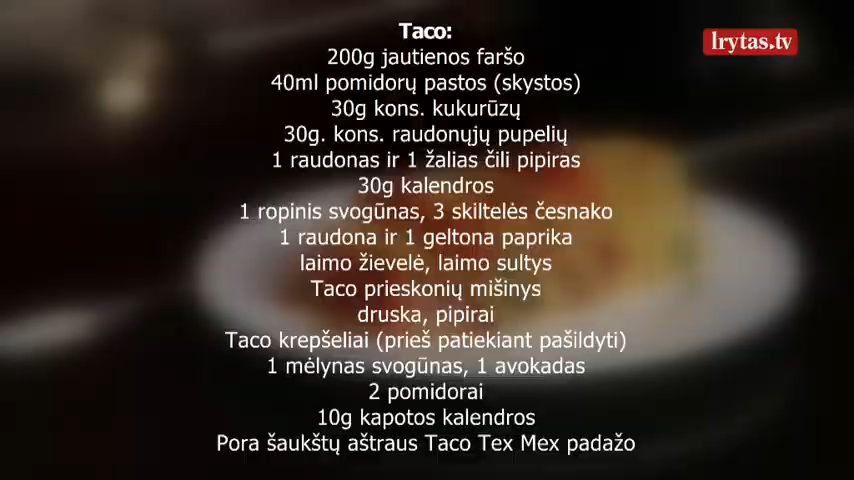 Taco:
lrytas.tv
200g jautienos faršo
40ml pomidorų pastos (skystos)
30g kons. kukurūzų
30g. kons. raudonųjų pupelių
1 raudonas ir 1 žalias čili pipiras
30g kalendros
1 ropinis svogūnas, 3 skiltelės česnako
1 raudona ir 1 geltona paprika
laimo žievelė, laimo sultys
Taco prieskonių mišinys
druska, pipirai
Taco krepšeliai (prieš patiekiant pašildyti)
1 mėlynas svogūnas, 1 avokadas
2 pomidorai
10g kapotos kalendros
Pora šaukštų aštraus Taco Tex Mex padažo